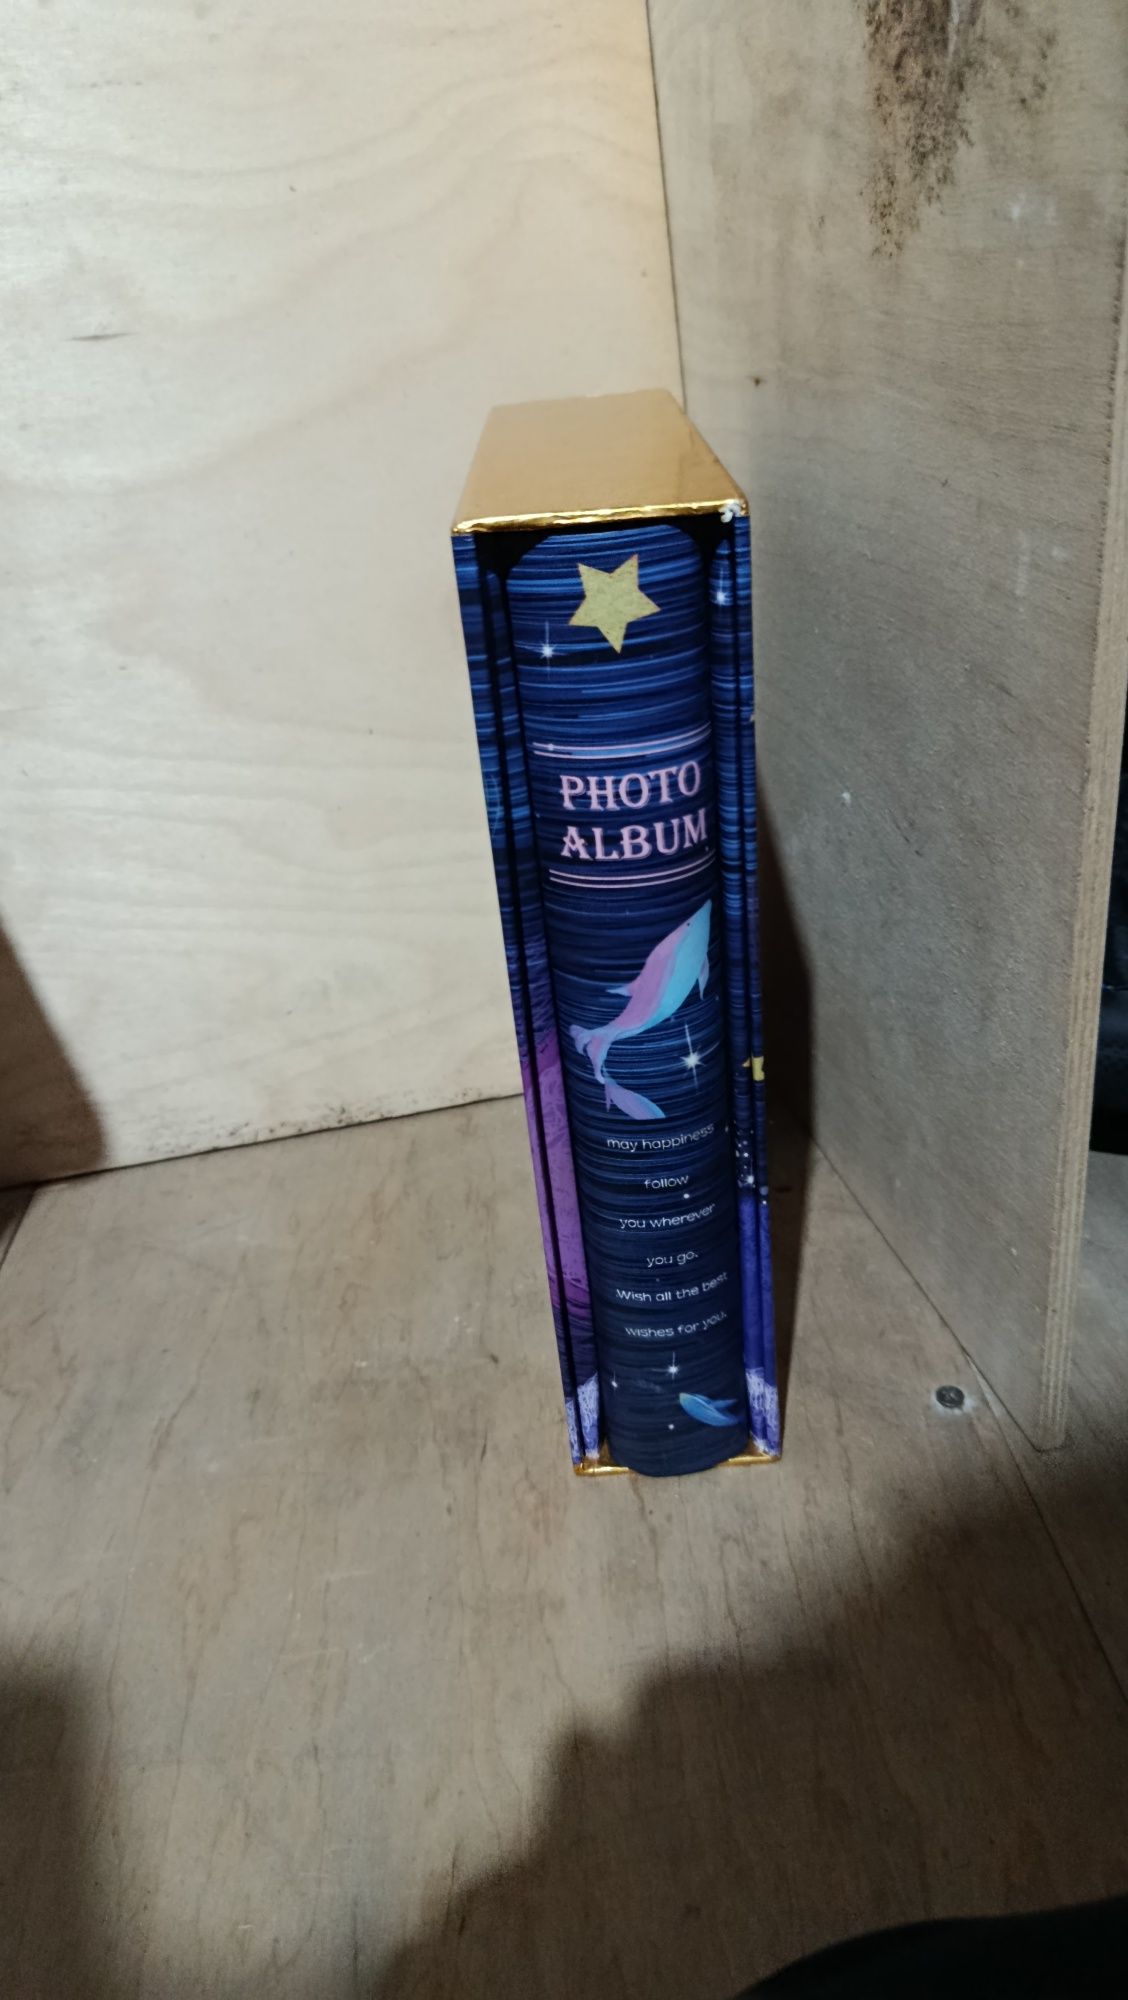 PHOTO
ALBUM
may happiness
follow
you wherever
you go.
Wish all the best
wishes for you.